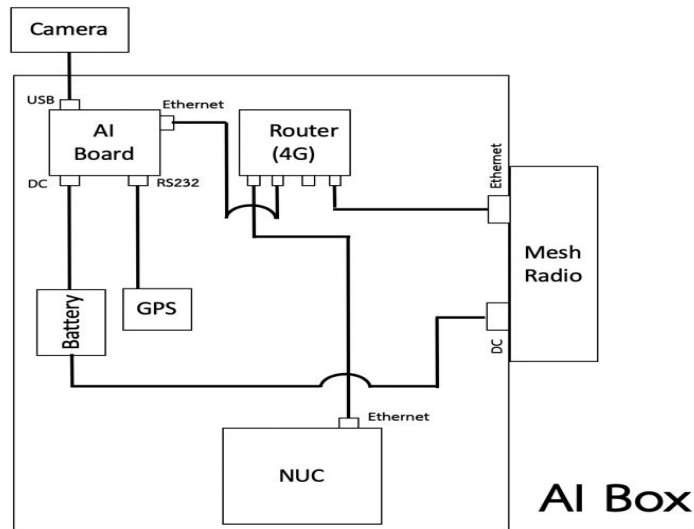 Camera
USB
Ethernet
AI
Board
Router
(4G)
DC
RS232
Ethernet
Mesh
Radio
Battery
GPS
DC
Ethernet
NUC
AI Box